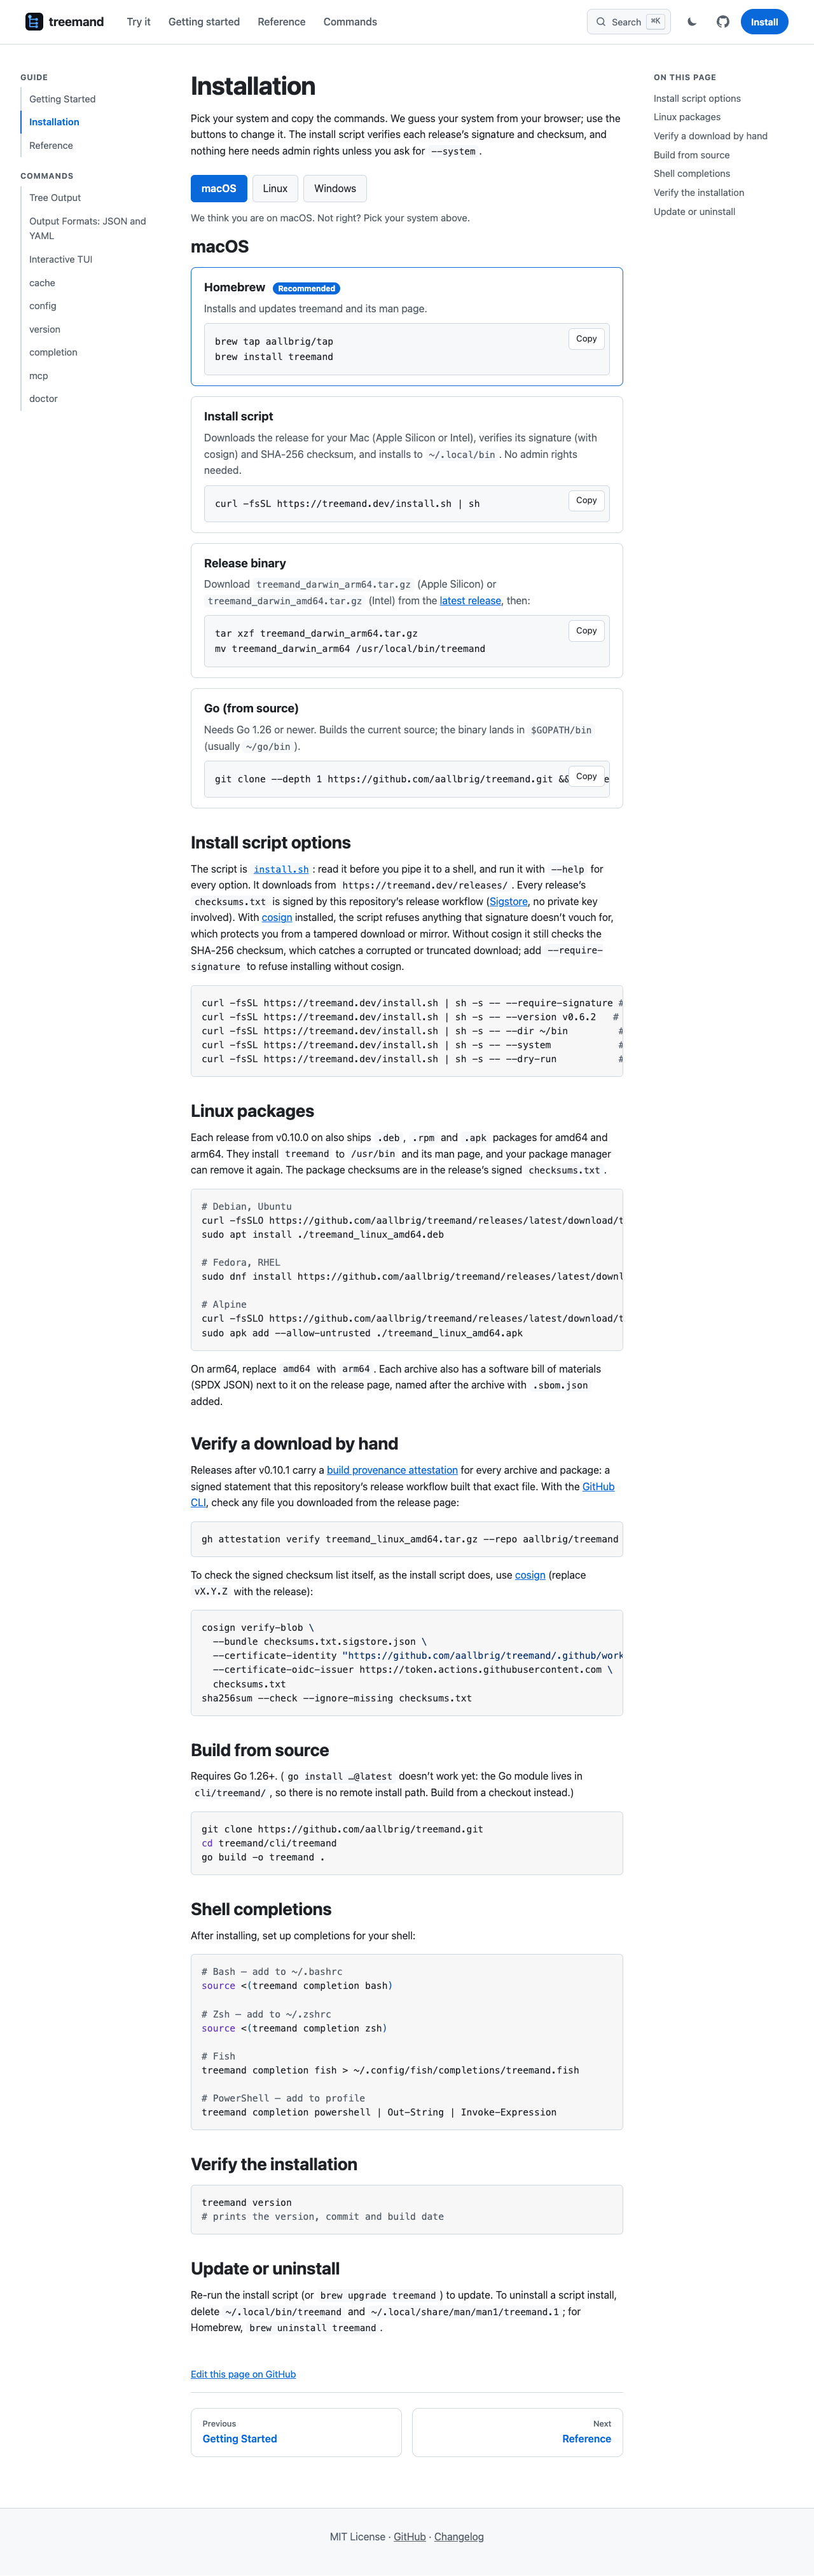 treemand
Try it
Getting started
Reference
Commands
Search
⌘K
Install
GUIDE
Getting Started
Installation
Reference
COMMANDS
Tree Output
Output Formats: JSON and
YAML
Interactive TUI
cache
config
version
completion
mcp
doctor
Installation
Pick your system and copy the commands. We guess your system from your browser; use the
buttons to change it. The install script verifies each release’s signature and checksum, and
nothing here needs admin rights unless you ask for --system.
macOS
Linux
Windows
We think you are on macOS. Not right? Pick your system above.
macOS
Homebrew Recommended
Installs and updates treemand and its man page.
Copy
brew tap aallbrig/tap
brew install treemand
Install script
Downloads the release for your Mac (Apple Silicon or Intel), verifies its signature (with
cosign) and SHA-256 checksum, and installs to ~/.local/bin. No admin rights
needed.
Copy
curl -fsSL https://treemand.dev/install.sh | sh
Release binary
Download treemand_darwin_arm64.tar.gz (Apple Silicon) or
treemand_darwin_amd64.tar.gz (Intel) from the latest release, then:
Copy
tar xzf treemand_darwin_arm64.tar.gz
mv treemand_darwin_arm64 /usr/local/bin/treemand
Go (from source)
Needs Go 1.26 or newer. Builds the current source; the binary lands in $GOPATH/bin
(usually ~/go/bin).
Copy
git clone --depth 1 https://github.com/aallbrig/treemand.git &&
Install script options
The script is install.sh: read it before you pipe it to a shell, and run it with --help for
every option. It downloads from https://treemand.dev/releases/. Every release’s
checksums.txt is signed by this repository’s release workflow (Sigstore, no private key
involved). With cosign installed, the script refuses anything that signature doesn’t vouch for,
which protects you from a tampered download or mirror. Without cosign it still checks the
SHA-256 checksum, which catches a corrupted or truncated download; add --require-
signature to refuse installing without cosign.
curl -fsSL https://treemand.dev/install.sh | sh -s -- --require-signature #
curl -fsSL https://treemand.dev/install.sh | sh -s -- --version v0.6.2 #
curl -fsSL https://treemand.dev/install.sh | sh -s -- --dir ~/bin #
curl -fsSL https://treemand.dev/install.sh | sh -s -- --system #
curl -fsSL https://treemand.dev/install.sh | sh -s -- --dry-run #
Linux packages
Each release from v0.10.0 on also ships .deb, .rpm and .apk packages for amd64 and
arm64. They install treemand to /usr/bin and its man page, and your package manager
can remove it again. The package checksums are in the release’s signed checksums.txt.
# Debian, Ubuntu
curl -fsSLO https://github.com/aallbrig/treemand/releases/latest/download/t
sudo apt install ./treemand_linux_amd64.deb
# Fedora, RHEL
sudo dnf install https://github.com/aallbrig/treemand/releases/latest/downl
# Alpine
curl -fsSLO https://github.com/aallbrig/treemand/releases/latest/download/t
sudo apk add --allow-untrusted ./treemand_linux_amd64.apk
On arm64, replace amd64 with arm64. Each archive also has a software bill of materials
(SPDX JSON) next to it on the release page, named after the archive with .sbom.json
added.
Verify a download by hand
Releases after v0.10.1 carry a build provenance attestation for every archive and package: a
signed statement that this repository’s release workflow built that exact file. With the GitHub
CLI, check any file you downloaded from the release page:
gh attestation verify treemand_linux_amd64.tar.gz --repo aallbrig/treemand
To check the signed checksum list itself, as the install script does, use cosign (replace
vX.Y.Z with the release):
cosign verify-blob \
--bundle checksums.txt.sigstore.json \
--certificate-identity "https://github.com/aallbrig/treemand/.github/work
--certificate-oidc-issuer https://token.actions.githubusercontent.com \
checksums.txt
sha256sum --check --ignore-missing checksums.txt
Build from source
Requires Go 1.26+. (go install …@latest doesn’t work yet: the Go module lives in
cli/treemand/, so there is no remote install path. Build from a checkout instead.)
git clone https://github.com/aallbrig/treemand.git
cd treemand/cli/treemand
go build -o treemand .
Shell completions
After installing, set up completions for your shell:
# Bash — add to ~/.bashrc
source <(treemand completion bash)
# Zsh — add to ~/.zshrc
source <(treemand completion zsh)
# Fish
treemand completion fish > ~/.config/fish/completions/treemand.fish
# PowerShell — add to profile
treemand completion powershell | Out-String | Invoke-Expression
Verify the installation
treemand version
# prints the version, commit and build date
Update or uninstall
Re-run the install script (or brew upgrade treemand) to update. To uninstall a script install,
delete ~/.local/bin/treemand and ~/.local/share/man/man1/treemand.1; for
Homebrew, brew uninstall treemand.
Edit this page on GitHub
Previous
Getting Started
Next
Reference
ON THIS PAGE
Install script options
Linux packages
Verify a download by hand
Build from source
Shell completions
Verify the installation
Update or uninstall
MIT License · GitHub · Changelog